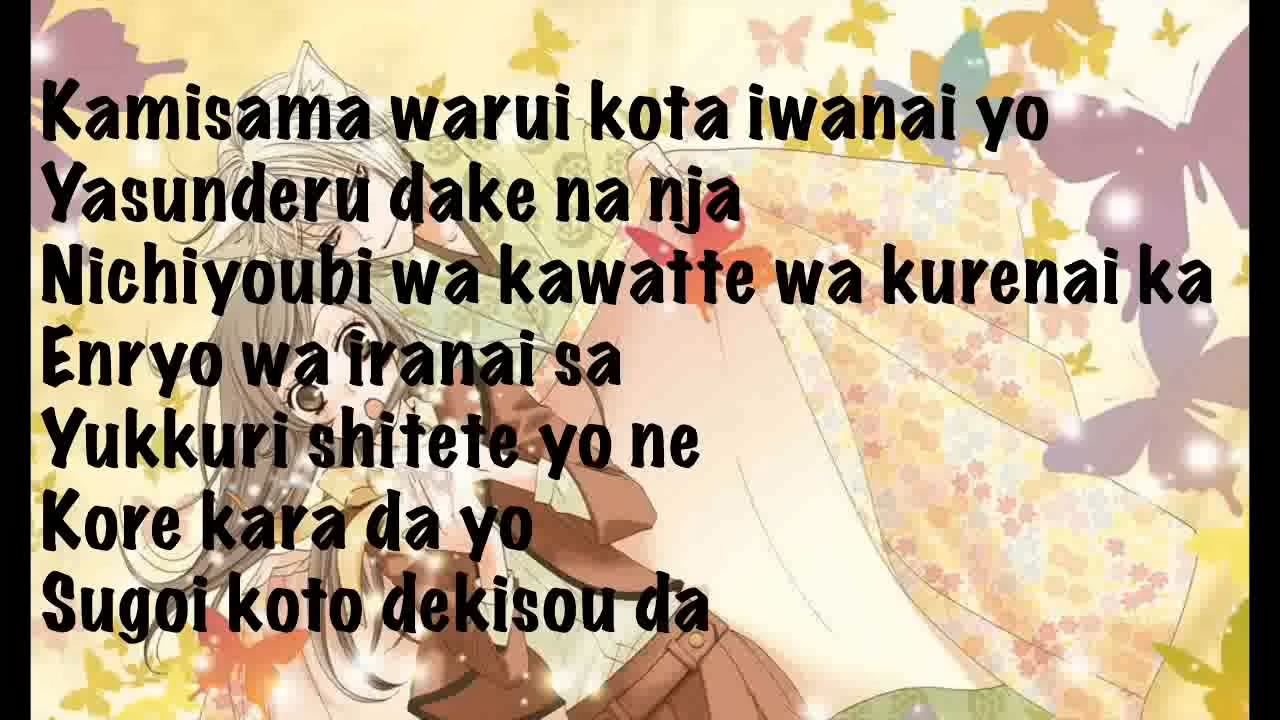 Kamisama warui kota iwanai yo
Yasunderu dake na nja
Nichiyoubi wa kawatte wa kurenai ka
Enryo wa iranai sa
Yukkuri shitete yo ne
Kore kara da yo
Sugoi koto dekisou da